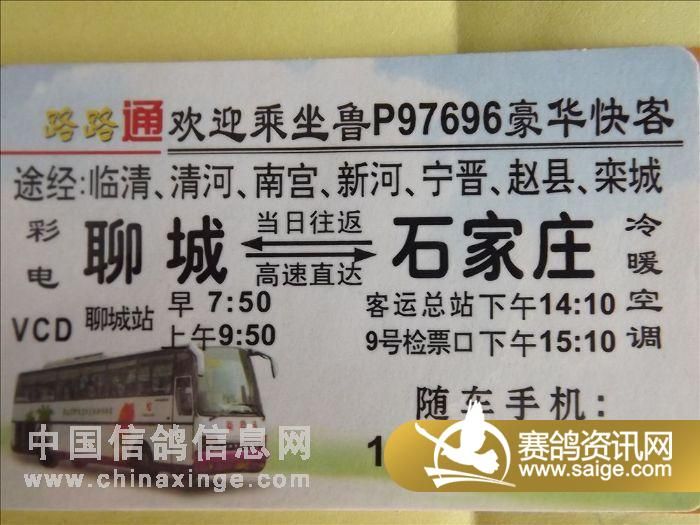 路路通 欢迎乘坐鲁P97696豪华快客
途经:临清、清河、南宫、新河、宁晋、赵县、栾城
彩电VCD
聊城
当日往返
高速直达
石家庄
冷暖空调
聊城站
早 7:50
上午9:50
客运总站下午14:10
9号检票口下午15:10
随车手机:
1
中国信鸽信息网
www.chinaxinge.com
赛鸽资讯网
www.saige.com